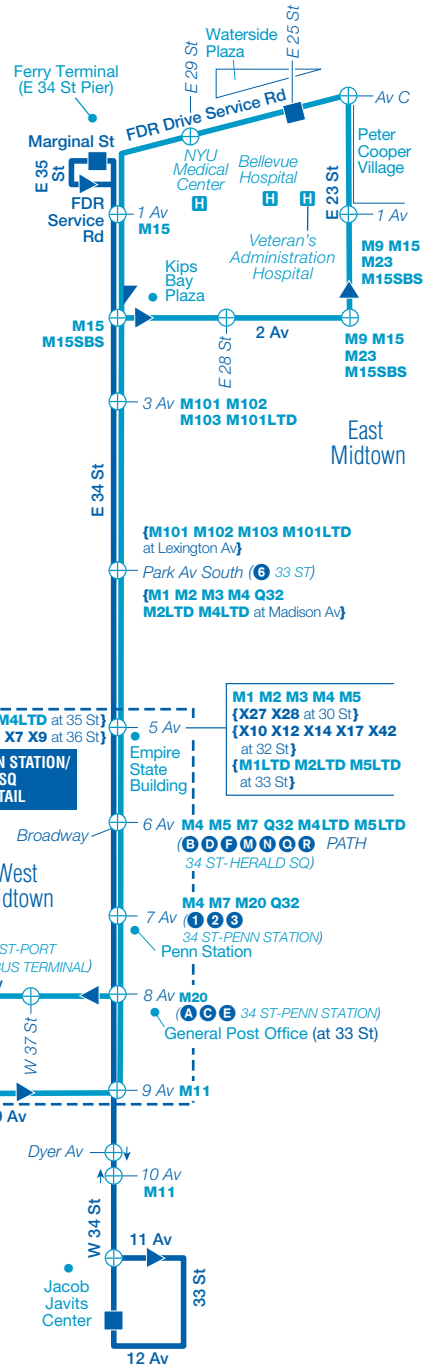 Waterside
Plaza
E 25 St
E 29 St
Ferry Terminal
(E 34 St Pier)
FDR Drive Service Rd
Av C
Marginal St
E 35
St
NYU
Medical
Center
H
Bellevue
Hospital
H
H
Peter
Cooper
Village
E 23 St
FDR
Service
Rd
1 Av
M15
1 Av
Veteran's
Administration
Hospital
M9 M15
M23
M15SBS
Kips
Bay
Plaza
M15
M15SBS
E 28 St
2 Av
M9 M15
M23
M15SBS
3 Av M101 M102
M103 M101LTD
East
Midtown
E 34 St
{M101 M102 M103 M101LTD
at Lexington Av}
Park Av South (6 33 ST)
{M1 M2 M3 M4 Q32
M2LTD M4LTD at Madison Av}
M4LTD at 35 St}
X7 X9 at 36 St}
5 Av
M1 M2 M3 M4 M5
{X27 X28 at 30 St}
{X10 X12 X14 X17 X42
at 32 St}
{M1LTD M2LTD M5LTD
at 33 St}
N STATION/
SQ
TAIL
Empire
State
Building
Broadway
6 Av M4 M5 M7 Q32 M4LTD M5LTD
(B D F M N Q R PATH
34 ST-HERALD SQ)
West
idtown
7 Av M4 M7 M20 Q32
(1 2 3
34 ST-PENN STATION)
Penn Station
ST-PORT
BUS TERMINAL)
W 37 St
8 Av M20
(A C E 34 ST-PENN STATION)
General Post Office (at 33 St)
9 Av M11
9 Av
Dyer Av
10 Av
M11
W 34 St
11 Av
33 St
Jacob
Javits
Center
12 Av